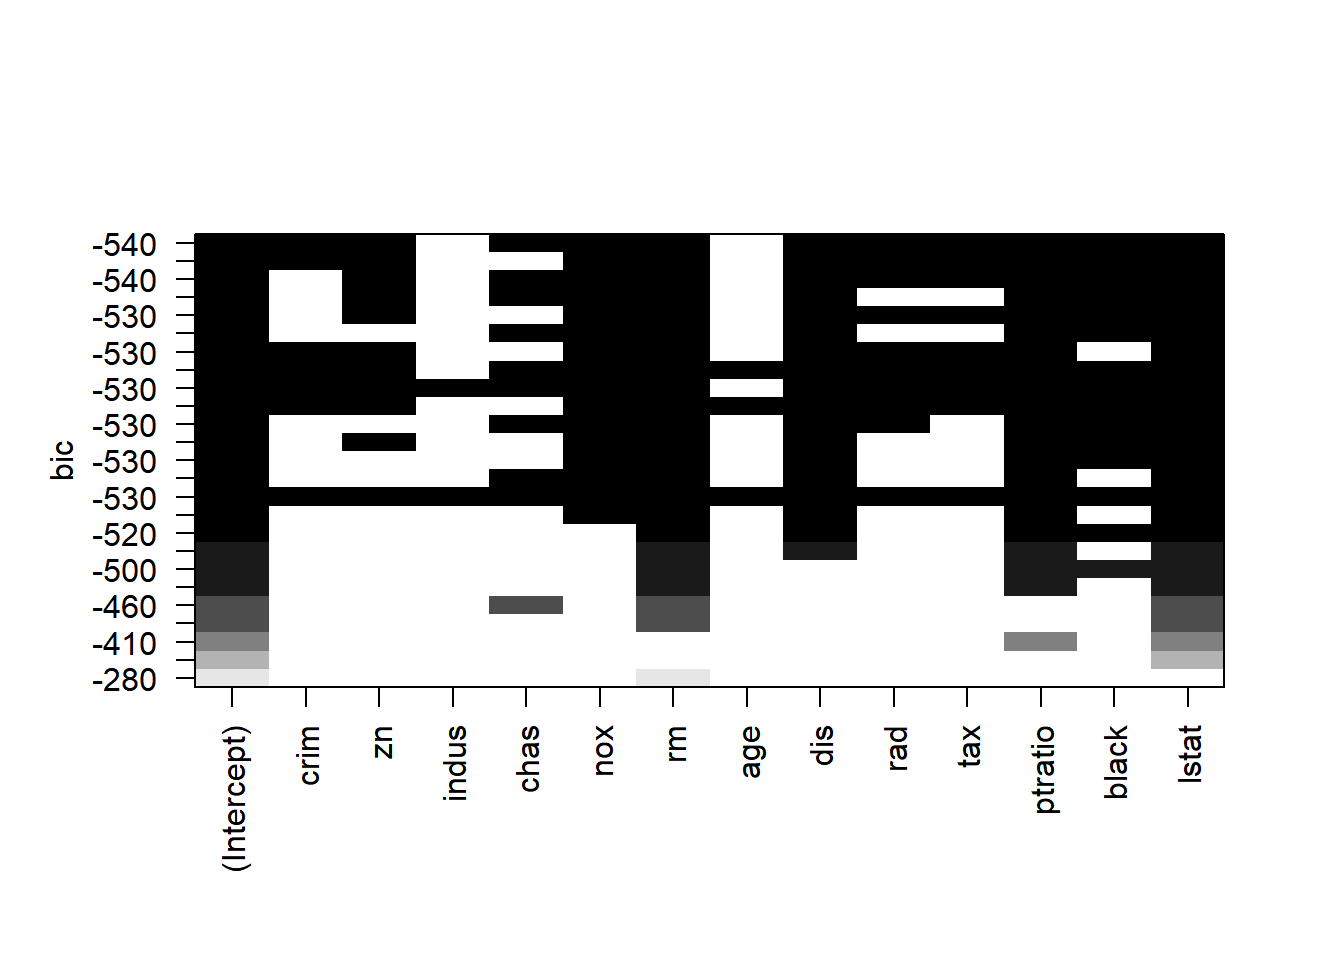 bic
-540
-540
-530
-530
-530
-530
-530
-530
-520
-500
-460
-410
-280
(Intercept)
crim
zn
indus
chas
nox
rm
age
dis
rad
tax
ptratio
black
lstat